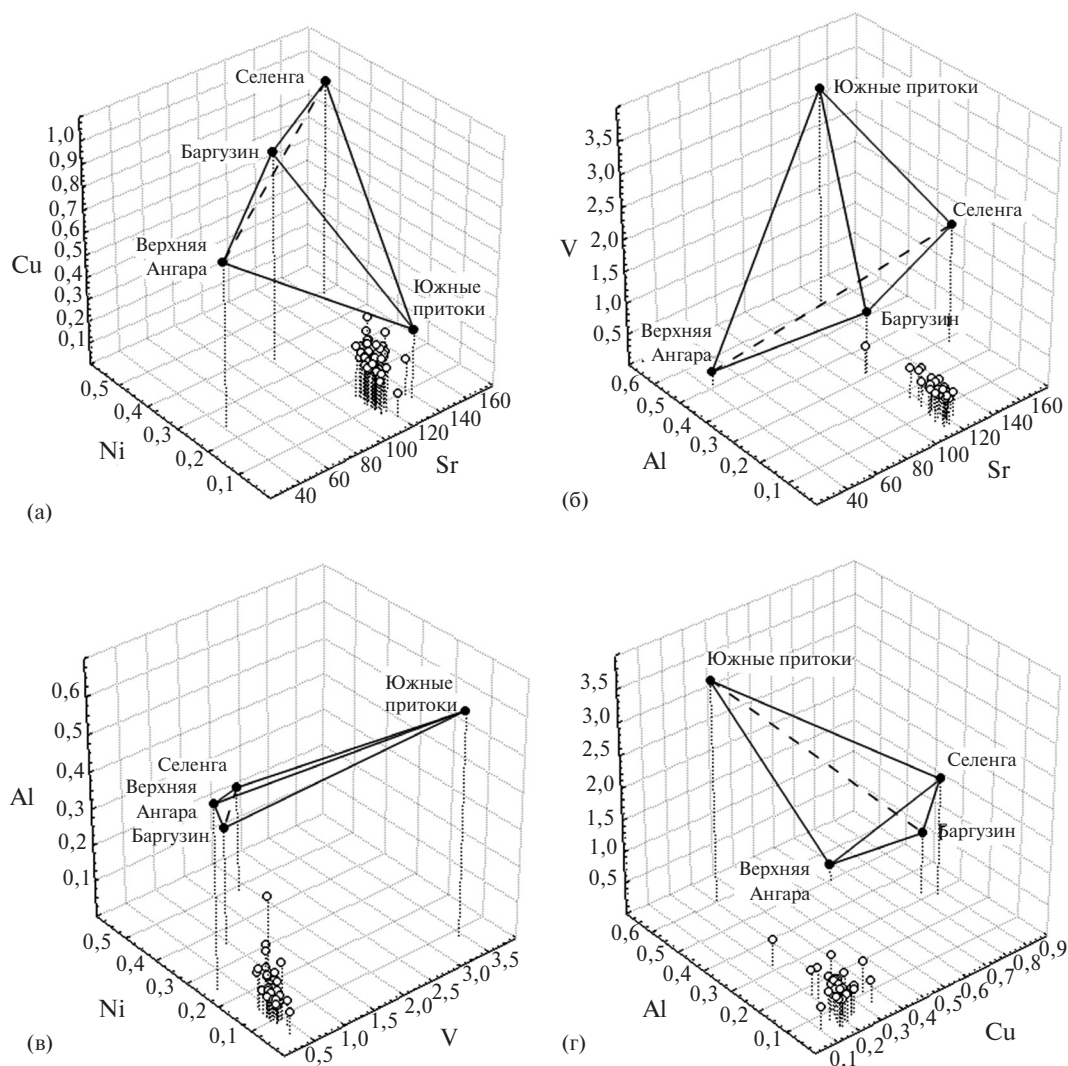 Селенга
Баргузин
Верхняя
Ангара
Южные
притоки
Cu
1,0
0,9
0,8
0,7
0,6
0,5
0,4
0,3
0,2
0,1
Ni
0,5
0,4
0,3
0,2
0,1
Sr
40
60
80
100
120
140
160
(а)
Южные притоки
Селенга
Баргузин
Верхняя
Ангара
V
3,5
3,0
2,5
2,0
1,5
1,0
0,5
Al
0,6
0,5
0,4
0,3
0,2
0,1
Sr
40
60
80
100
120
140
160
(б)
Южные
притоки
Селенга
Верхняя
Ангара
Баргузин
Al
0,6
0,5
0,4
0,3
0,2
0,1
Ni
0,5
0,4
0,3
0,2
0,1
V
0,5
1,0
1,5
2,0
2,5
3,0
3,5
(в)
Южные притоки
Селенга
Баргузин
Верхняя
Ангара
3,5
3,0
2,5
2,0
1,5
1,0
0,5
Al
0,6
0,5
0,4
0,3
0,2
0,1
Cu
0,1
0,2
0,3
0,4
0,5
0,6
0,7
0,8
0,9
(г)